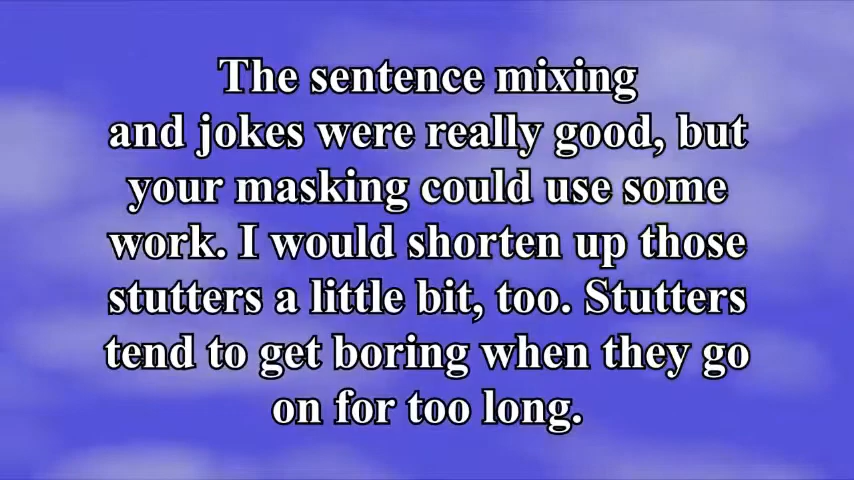 The sentence mixing
and jokes were really good, but
your masking could use some
work. I would shorten up those
stutters a little bit, too. Stutters
tend to get boring when they go
on for too long.